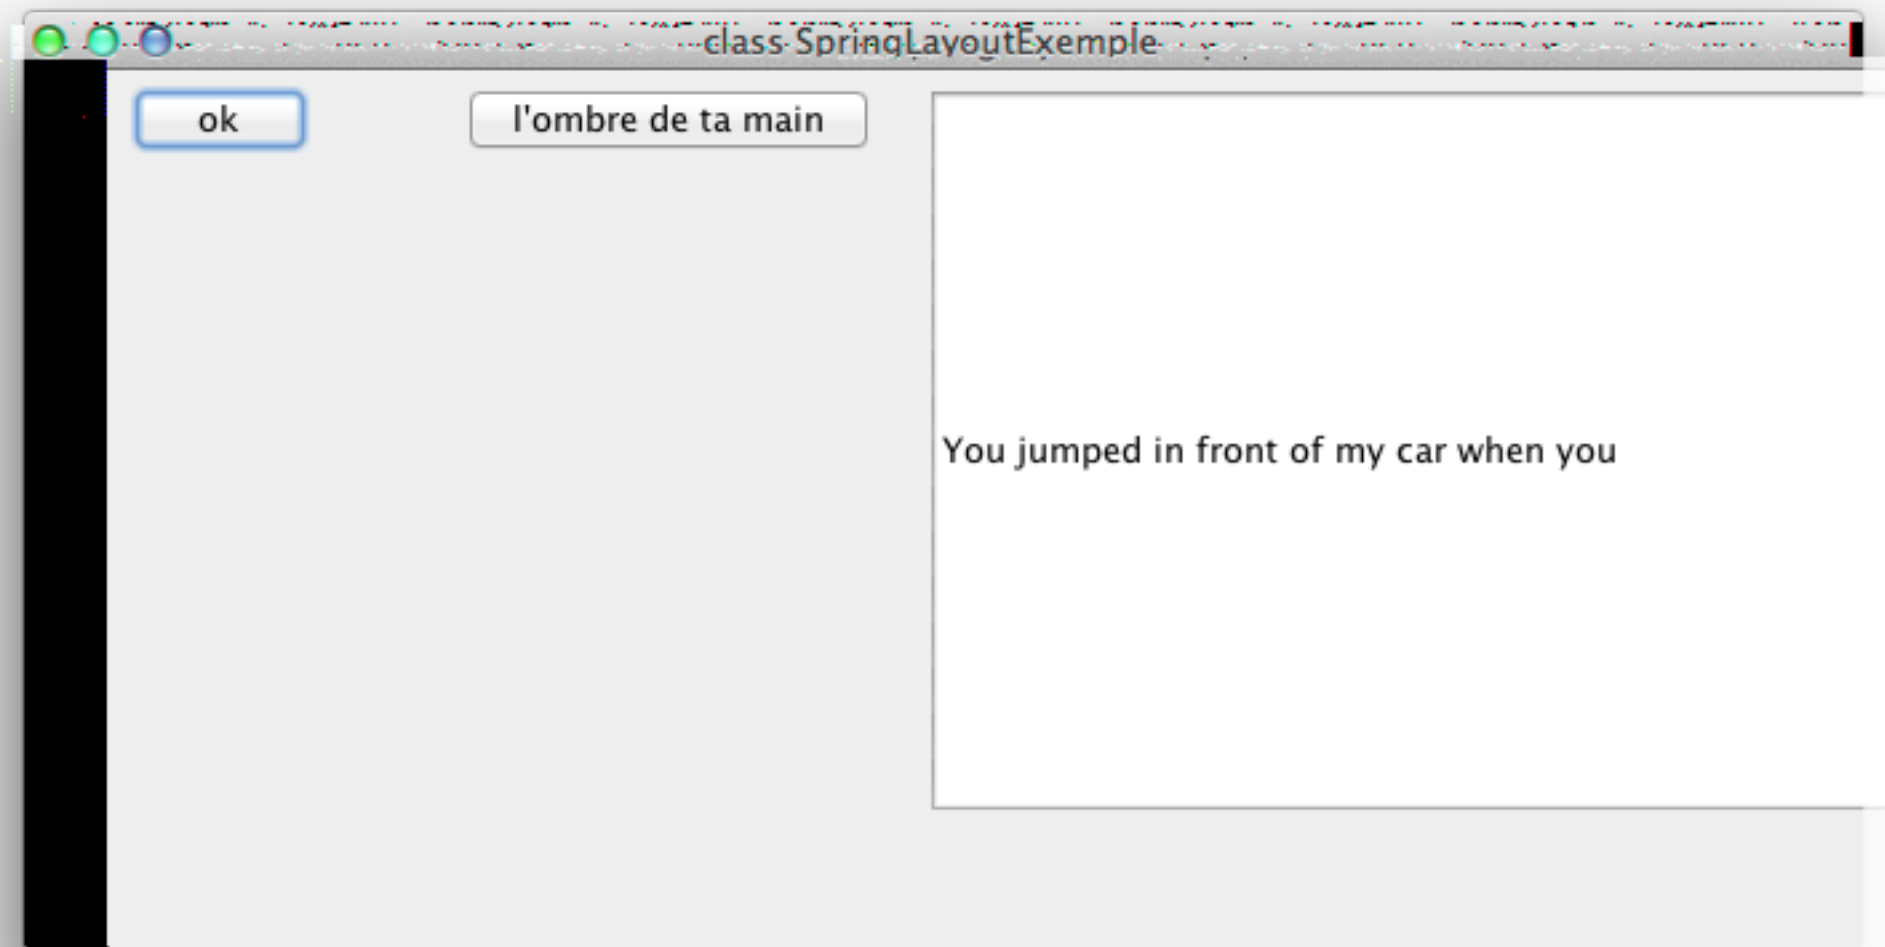 class SpringLayoutExemple
ok
l'ombre de ta main
You jumped in front of my car when you